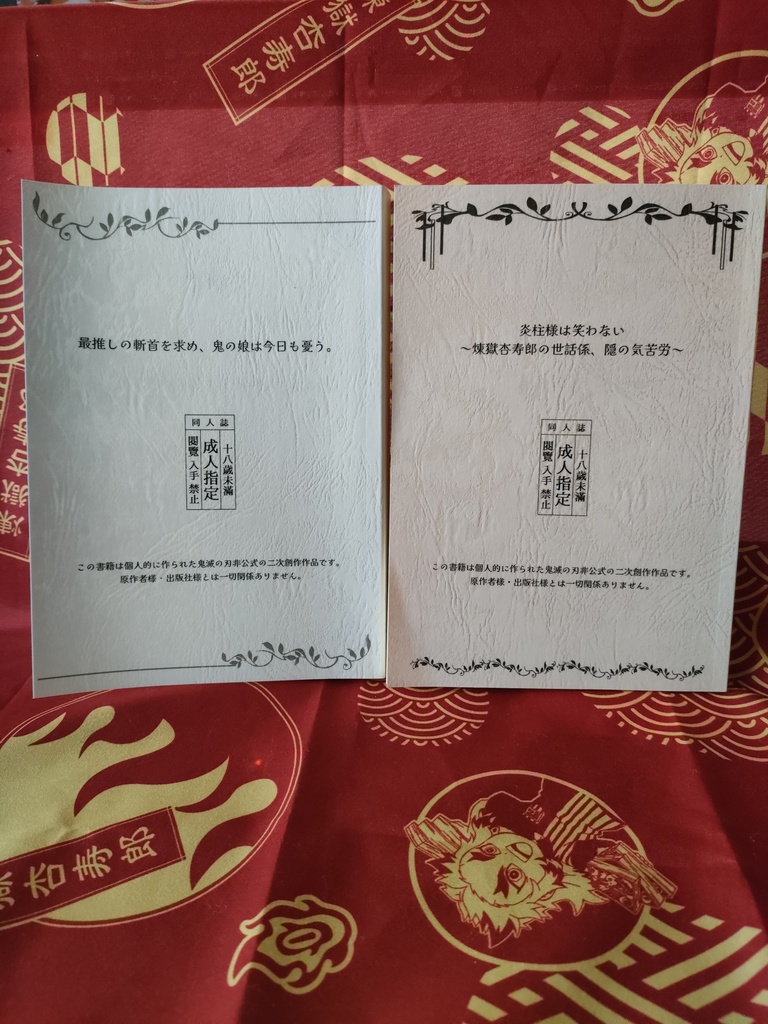 獄杏寿郎
最推しの斬首を求め、鬼の娘は今日も憂う。
同人誌
十八歳未満
成人指定
閲覧入手禁止
この書籍は個人的に作られた鬼滅の刃非公式の二次創作作品です。
原作者様・出版社様とは一切関係ありません。
炎柱様は笑わない
～煉獄杏寿郎の世話係、隠の気苦労～
同人誌
十八歳未満
成人指定
閲覧入手禁止
この書籍は個人的に作られた鬼滅の刃非公式の二次創作作品です。
原作者様・出版社様とは一切関係ありません。
煉獄杏寿
獄杏寿郎